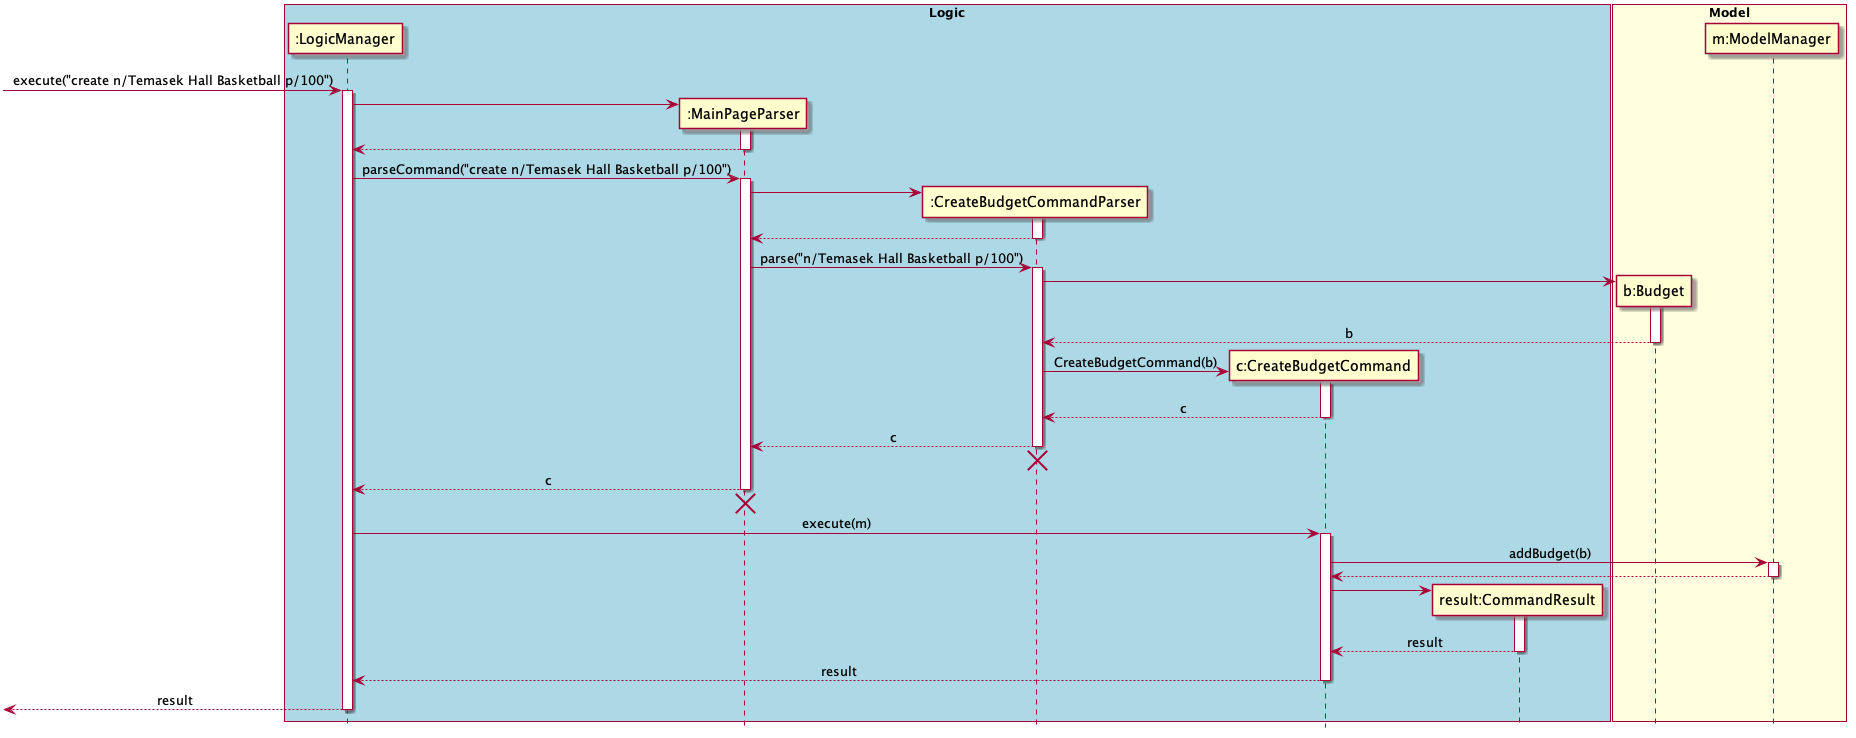 Logic
Model
:LogicManager
m:ModelManager
execute("create n/Temasek Hall Basketball p/100")
:MainPageParser
parseCommand("create n/Temasek Hall Basketball p/100")
:CreateBudgetCommandParser
parse("n/Temasek Hall Basketball p/100")
b:Budget
b
CreateBudgetCommand(b)
c:CreateBudgetCommand
c
c
c
execute(m)
addBudget(b)
result:CommandResult
result
result
result